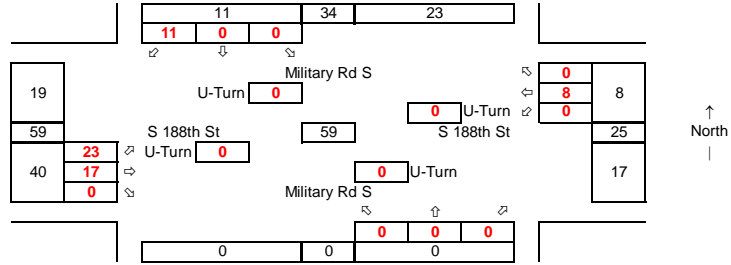 11 34 23
11 0 0
⬃ ⇩ ⬂
Military Rd S ⬁ 0
19 U-Turn 0 ⇦ 8 8
0 U-Turn ⬃ 0 ↑
59 S 188th St 59 S 188th St 25 North
23 ⬀ U-Turn 0 |
40 17 ⇨ 0 U-Turn 17
0 ⬂ Military Rd S
⬁ ⇧ ⬀
0 0 0
0 0 0